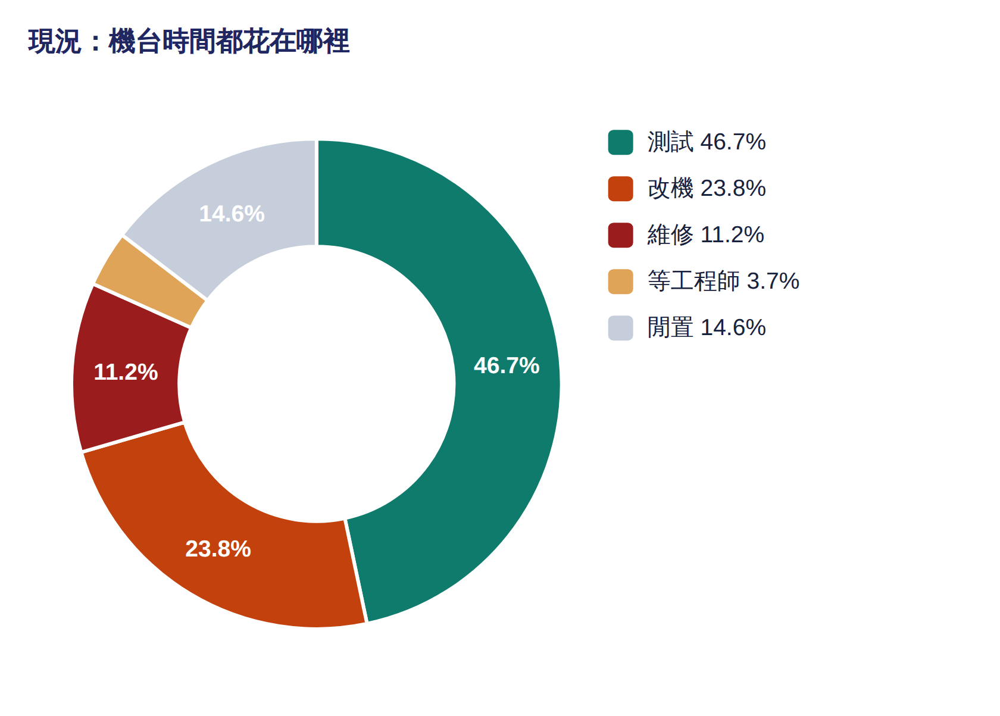 現況：機台時間都花在哪裡
測試 46.7%
改機 23.8%
維修 11.2%
等工程師 3.7%
閒置 14.6%
14.6%
46.7%
11.2%
23.8%